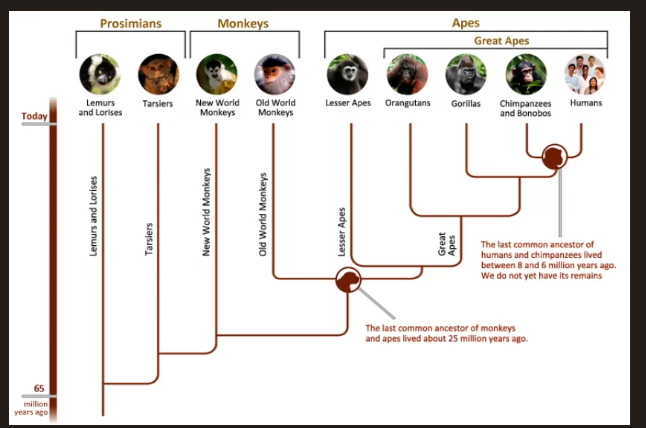 Prosimians
Monkeys
Apes
Great Apes
Lemurs
and Lorises
Tarsiers
New World
Monkeys
Old World
Monkeys
Lesser Apes
Orangutans
Gorillas
Chimpanzees
and Bonobos
Humans
Today
Lemurs and Lorises
Tarsiers
New World Monkeys
Old World Monkeys
Lesser Apes
Great
Apes
The last common ancestor of
humans and chimpanzees lived
between 8 and 6 million years ago.
We do not yet have its remains
The last common ancestor of monkeys
and apes lived about 25 million years ago.
65
million
years ago